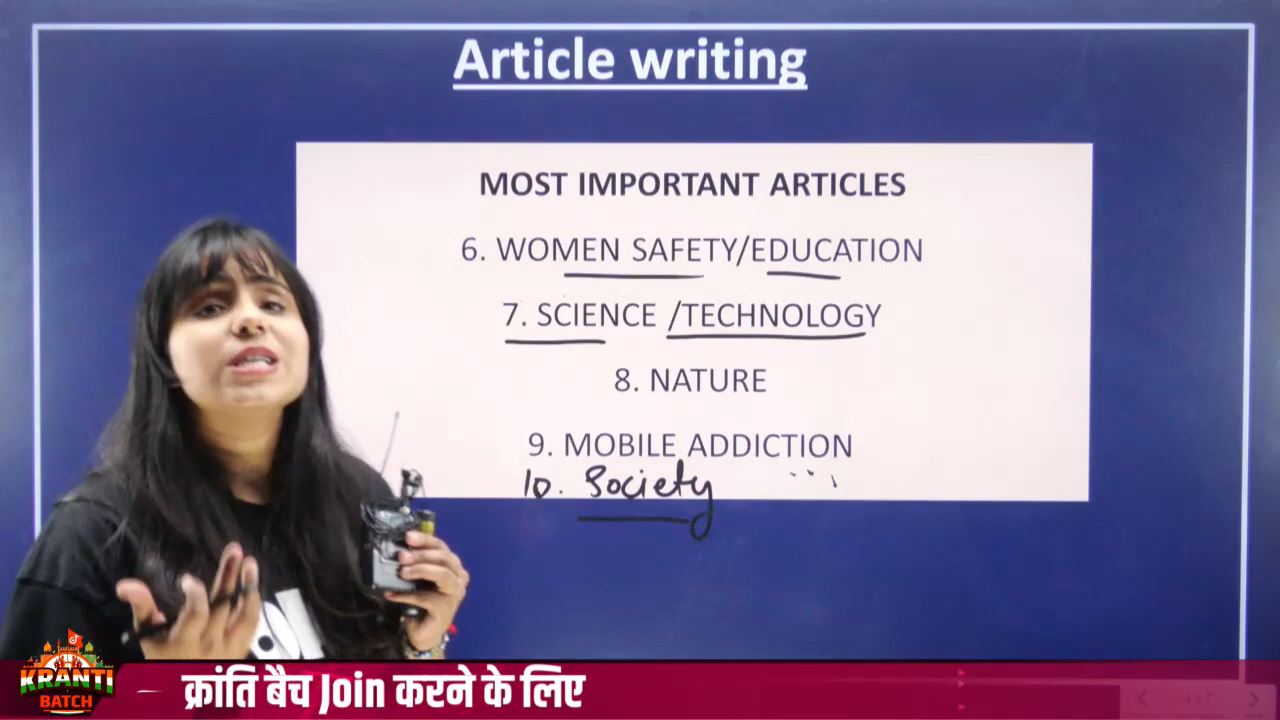 Article writing
MOST IMPORTANT ARTICLES
6. WOMEN SAFETY/EDUCATION
7. SCIENCE /TECHNOLOGY
8. NATURE
9. MOBILE ADDICTION
10. Society
KRANTI
BATCH
क्रांति बैच Join करने के लिए